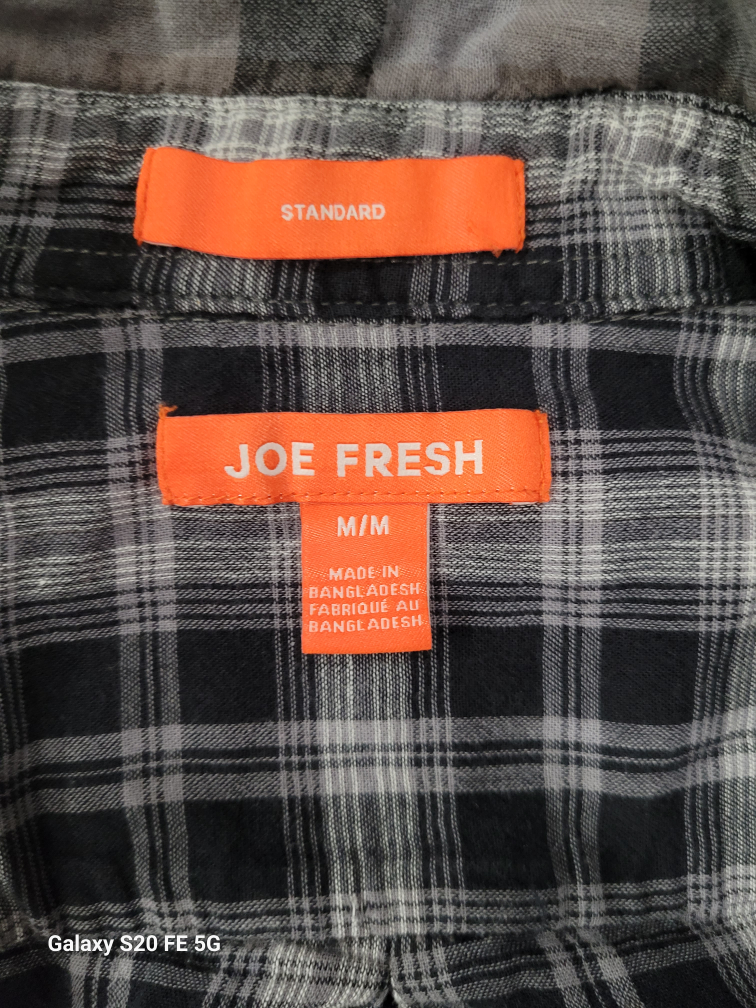 STANDARD
JOE FRESH
M/M
MADE IN
BANGLADESH
FABRIQUÉ AU
BANGLADESH
Galaxy S20 FE 5G